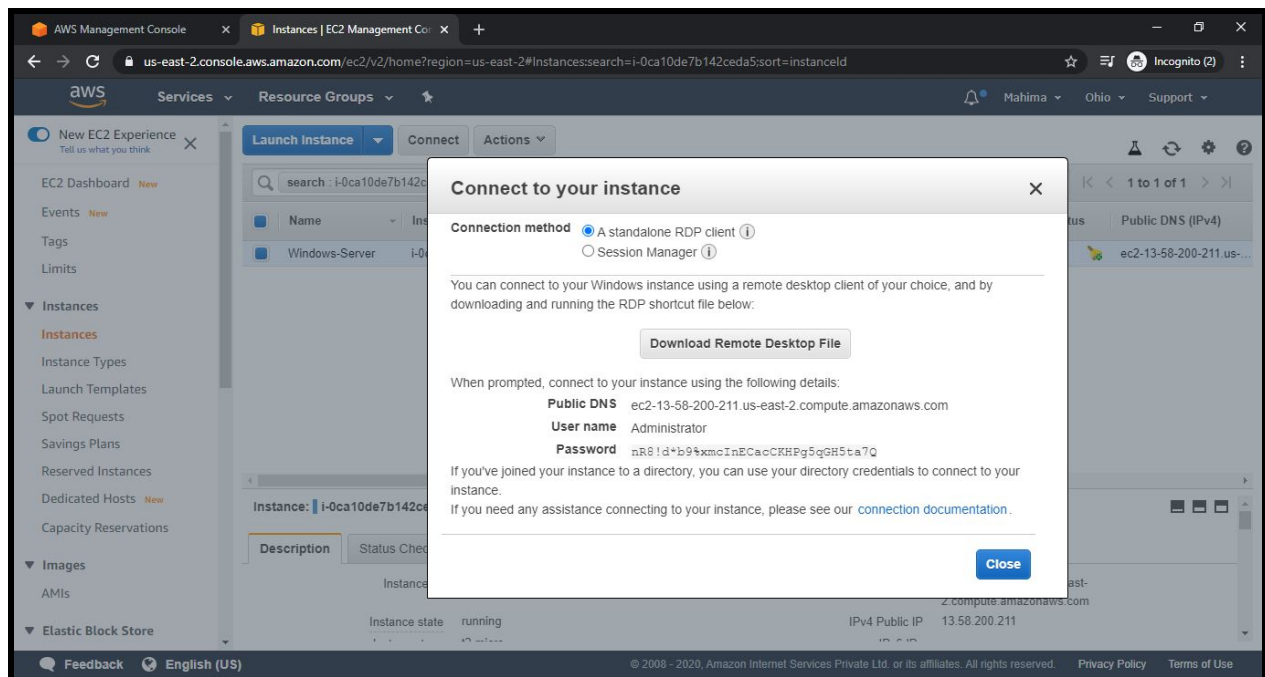 AWS Management Console
Instances | EC2 Management Cor
us-east-2.console.aws.amazon.com/ec2/v2/home?region=us-east-2#Instances:search=i-0ca10de7b142ceda5;sort=instanceId
Incognito (2)
aws Services Resource Groups Mahima Ohio Support
New EC2 Experience
Tell us what you think
EC2 Dashboard New
Events New
Tags
Limits
Instances
Instances
Instance Types
Launch Templates
Spot Requests
Savings Plans
Reserved Instances
Dedicated Hosts New
Capacity Reservations
Images
AMIs
Elastic Block Store
Launch Instance Connect Actions
search : i-0ca10de7b142c 1 to 1 of 1
Name Ins tus Public DNS (IPv4)
Windows-Server i-0 ec2-13-58-200-211.us-...
Connect to your instance
Connection method A standalone RDP client
Session Manager
You can connect to your Windows instance using a remote desktop client of your choice, and by
downloading and running the RDP shortcut file below:
Download Remote Desktop File
When prompted, connect to your instance using the following details:
Public DNS ec2-13-58-200-211.us-east-2.compute.amazonaws.com
User name Administrator
Password nR8!d*b9%xmcInECacCKHPg5qGH5ta7Q
If you've joined your instance to a directory, you can use your directory credentials to connect to your
instance.
If you need any assistance connecting to your instance, please see our connection documentation.
Close
Instance: i-0ca10de7b142ce
Description Status Chec
Instance ast-
2.compute.amazonaws.com
Instance state running IPv4 Public IP 13.58.200.211
Feedback English (US) © 2008 - 2020, Amazon Internet Services Private Ltd. or its affiliates. All rights reserved. Privacy Policy Terms of Use